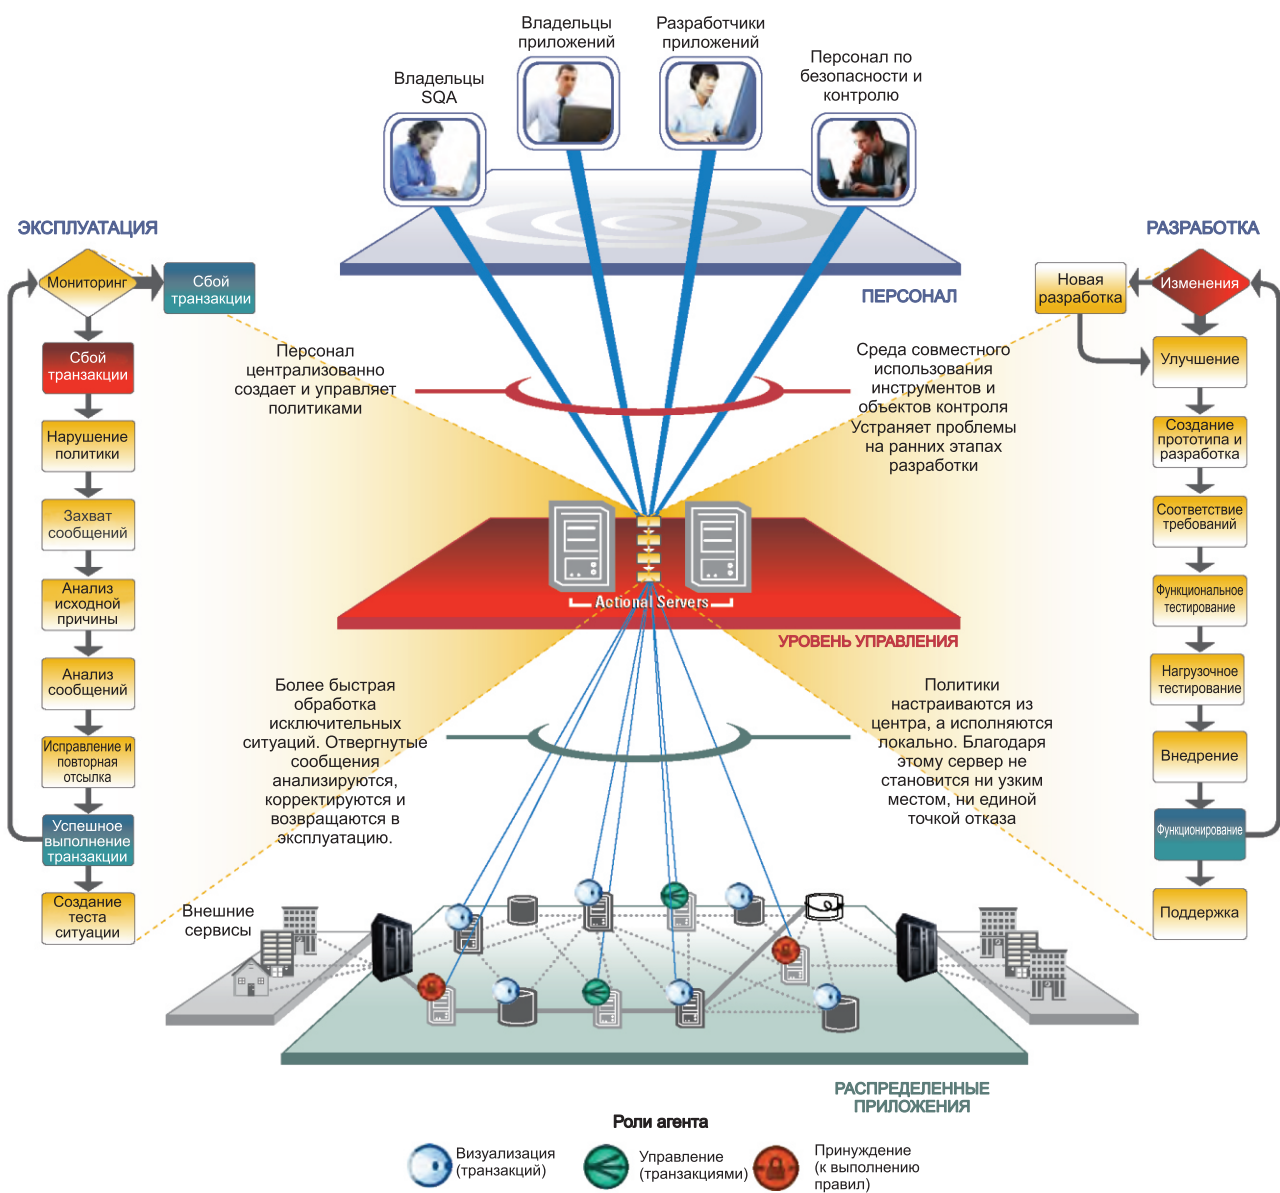 Владельцы
SQA
Владельцы
приложений
Разработчики
приложений
Персонал по
безопасности и
контролю
ПЕРСОНАЛ
ЭКСПЛУАТАЦИЯ
Мониторинг
Сбой
транзакции
Сбой
транзакции
Нарушение
политики
Захват
сообщений
Анализ
исходной
причины
Анализ
сообщений
Исправление и
повторная
отсылка
Успешное
выполнение
транзакции
Создание
теста
ситуации
РАЗРАБОТКА
Изменения
Новая
разработка
Улучшение
Создание
прототипа и
разработка
Соответствие
требований
Функциональное
тестирование
Нагрузочное
тестирование
Внедрение
Функционирование
Поддержка
Персонал
централизованно
создает и управляет
политиками
Среда совместного
использования
инструментов и
объектов контроля
Устраняет проблемы
на ранних этапах
разработки
Actional Servers
УРОВЕНЬ УПРАВЛЕНИЯ
Более быстрая
обработка
исключительных
ситуаций. Отвергнутые
сообщения
анализируются,
корректируются и
возвращаются в
эксплуатацию.
Политики
настраиваются из
центра, а исполняются
локально. Благодаря
этому сервер не
становится ни узким
местом, ни единой
точкой отказа
Внешние
сервисы
РАСПРЕДЕЛЕННЫЕ
ПРИЛОЖЕНИЯ
Роли агента
Визуализация
(транзакций)
Управление
(транзакциями)
Принуждение
(к выполнению
правил)